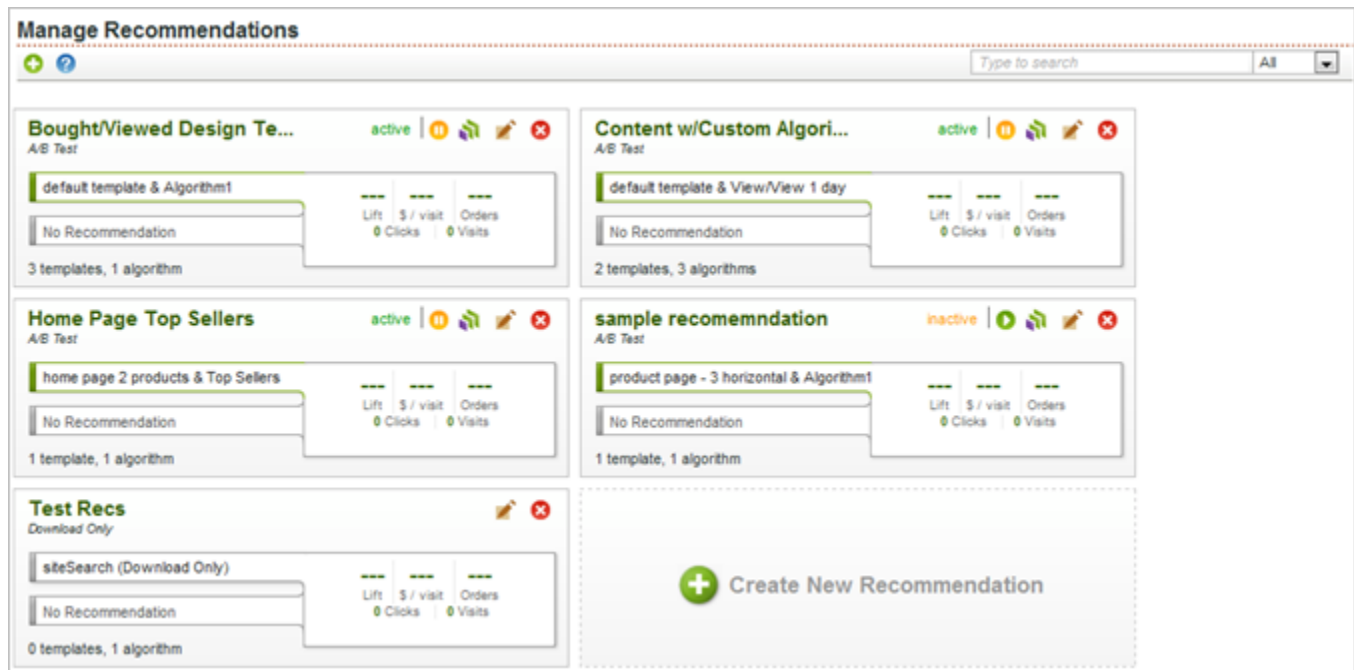 Manage Recommendations
Type to search All
Bought/Viewed Design Te... active
A/B Test
default template & Algorithm1
--- --- ---
Lift $ / visit Orders
No Recommendation
0 Clicks 0 Visits
3 templates, 1 algorithm
Content w/Custom Algori... active
A/B Test
default template & View/View 1 day
--- --- ---
Lift $ / visit Orders
No Recommendation
0 Clicks 0 Visits
2 templates, 3 algorithms
Home Page Top Sellers active
A/B Test
home page 2 products & Top Sellers
--- --- ---
Lift $ / visit Orders
No Recommendation
0 Clicks 0 Visits
1 template, 1 algorithm
sample recomemndation inactive
A/B Test
product page - 3 horizontal & Algorithm1
--- --- ---
Lift $ / visit Orders
No Recommendation
0 Clicks 0 Visits
1 template, 1 algorithm
Test Recs
Download Only
siteSearch (Download Only)
--- --- ---
Lift $ / visit Orders
No Recommendation
0 Clicks 0 Visits
0 templates, 1 algorithm
Create New Recommendation